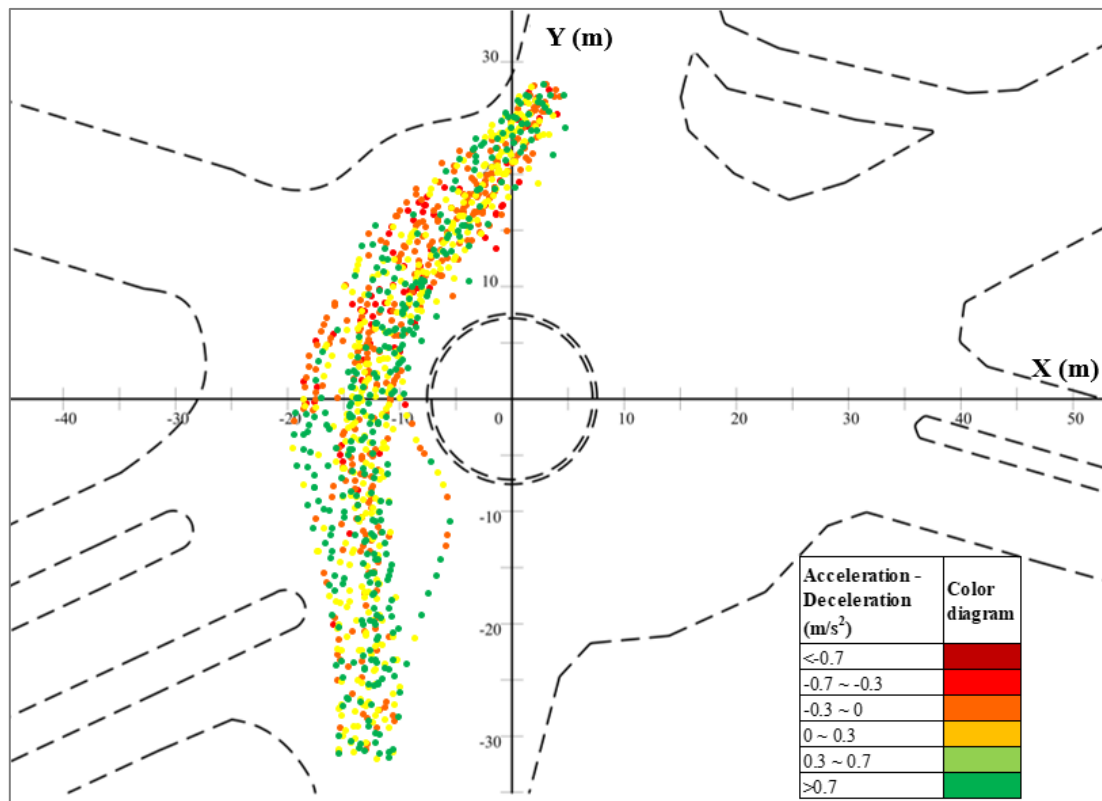 Y (m)
30
10
X (m)
-40
-30
-20
-10
0
10
20
30
40
50
-10
-20
-30
Acceleration - Color
Deceleration diagram
(m/s²)
<-0.7
-0.7 ~ -0.3
-0.3 ~ 0
0 ~ 0.3
0.3 ~ 0.7
>0.7